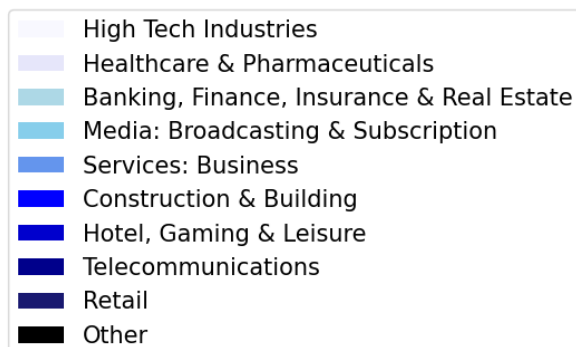 High Tech Industries
Healthcare & Pharmaceuticals
Banking, Finance, Insurance & Real Estate
Media: Broadcasting & Subscription
Services: Business
Construction & Building
Hotel, Gaming & Leisure
Telecommunications
Retail
Other